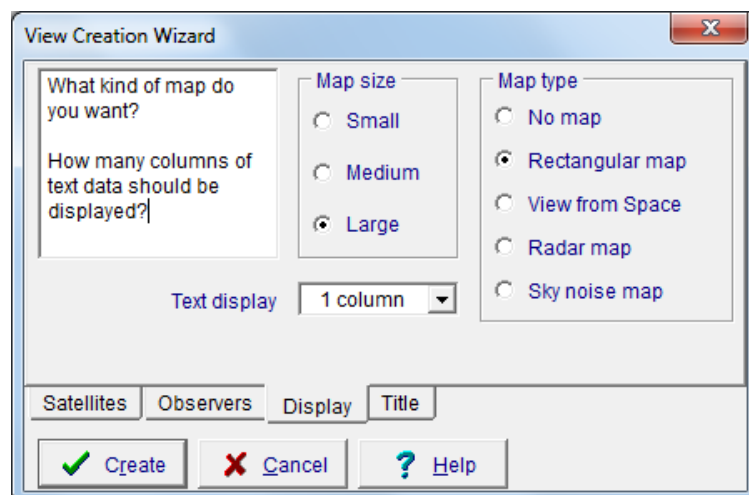 View Creation Wizard
What kind of map do
you want?
How many columns of
text data should be
displayed?
Map size
Small
Medium
Large
Map type
No map
Rectangular map
View from Space
Radar map
Sky noise map
Text display
1 column
Satellites
Observers
Display
Title
Create
Cancel
? Help